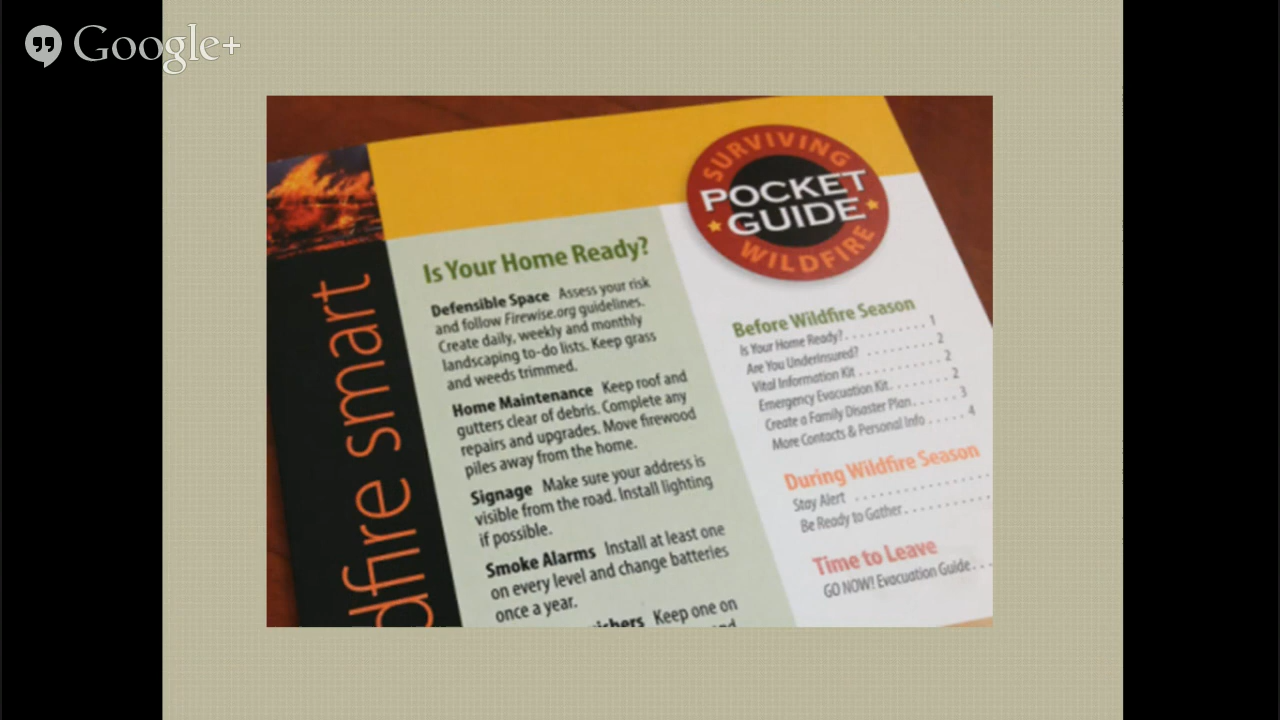 Google+
SURVIVING
POCKET
GUIDE
WILDFIRE
dfire smart
Is Your Home Ready?
Defensible Space Assess your risk
and follow Firewise.org guidelines.
Create daily, weekly and monthly
landscaping to-do lists. Keep grass
and weeds trimmed.
Home Maintenance Keep roof and
gutters clear of debris. Complete any
repairs and upgrades. Move firewood
piles away from the home.
Signage Make sure your address is
visible from the road. Install lighting
if possible.
Smoke Alarms Install at least one
on every level and change batteries
once a year.
Keep one on
Before Wildfire Season
Is Your Home Ready? . . . . . . . . . . . 1
Are You Underinsured? . . . . . . . . . 2
Vital Information Kit . . . . . . . . . . 2
Emergency Evacuation Kit. . . . . . . . 2
Create a Family Disaster Plan. . . . . . 3
More Contacts & Personal Info . . . . . 4
During Wildfire Season
Stay Alert . . . . . . . . . . . . . . . .
Be Ready to Gather. . . . . . . . . . .
Time to Leave
GO NOW! Evacuation Guide. . .